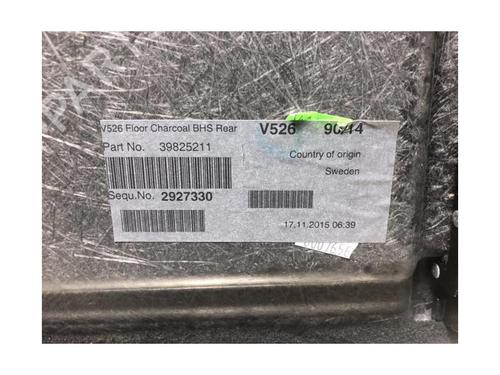 V526 Floor Charcoal BHS Rear
V526
Part No. 39825211
Country of origin
Sweden
Sequ.No. 2927330
17.11.2015 06:39